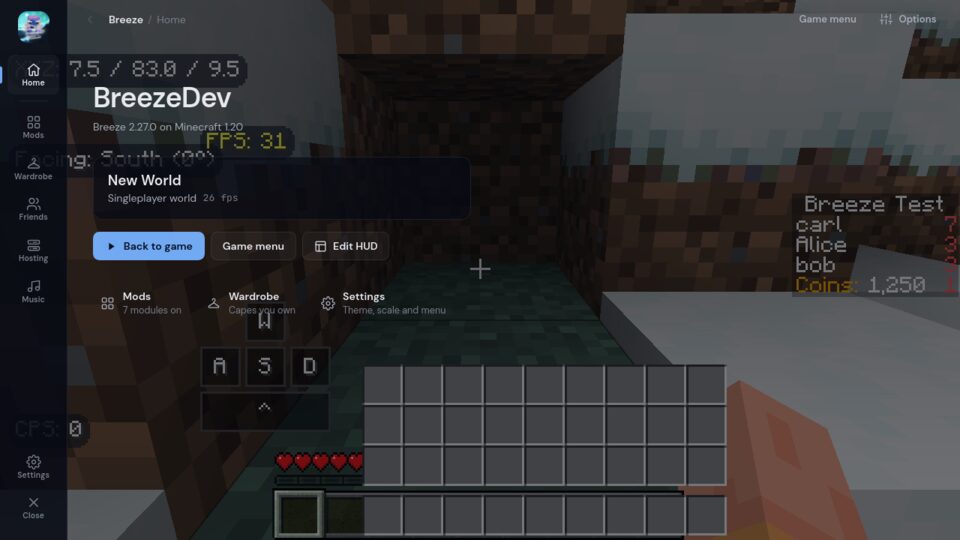 Breeze / Home
Game menu
Options
XYZ: 7.5 / 83.0 / 9.5
Home
BreezeDev
Breeze 2.27.0 on Minecraft 1.20
FPS: 31
Mods
Facing: South (0°)
Wardrobe
New World
Singleplayer world 26 fps
Friends
Breeze Test
carl 7
Alice 3
bob
Coins: 1,250
Hosting
Back to game
Game menu
Edit HUD
Music
Mods
7 modules on
Wardrobe
Capes you own
Settings
Theme, scale and menu
W
A S D
^
CPS: 0
Settings
Close